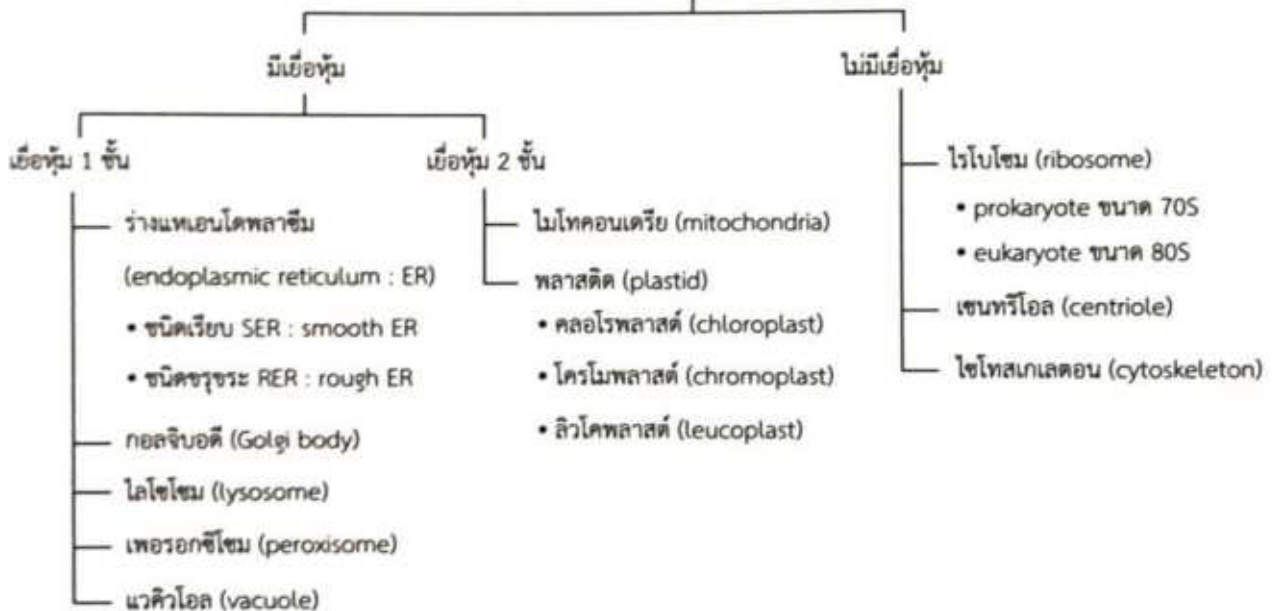 มีเยื่อหุ้ม
ไม่มีเยื่อหุ้ม
เยื่อหุ้ม 1 ชั้น
ร่างแหเอนโดพลาซึม
(endoplasmic reticulum : ER)
• ชนิดเรียบ SER : smooth ER
• ชนิดขรุขระ RER : rough ER
กอลจิบอดี (Golgi body)
ไลโซโซม (lysosome)
เพอรอกซิโซม (peroxisome)
แวคิวโอล (vacuole)
เยื่อหุ้ม 2 ชั้น
ไมโทคอนเดรีย (mitochondria)
พลาสติด (plastid)
• คลอโรพลาสต์ (chloroplast)
• โครโมพลาสต์ (chromoplast)
• ลิวโคพลาสต์ (leucoplast)
ไรโบโซม (ribosome)
• prokaryote ขนาด 70S
• eukaryote ขนาด 80S
เซนทริโอล (centriole)
ไซโทสเกเลตอน (cytoskeleton)